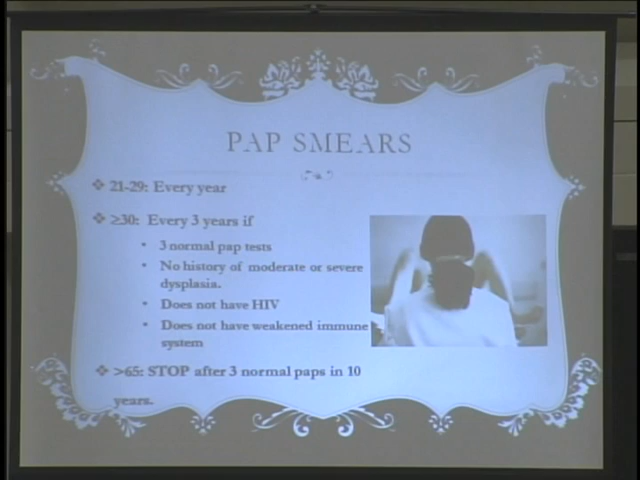 PAP SMEARS
21-29: Every year
≥30: Every 3 years if
3 normal pap tests
No history of moderate or severe
dysplasia.
Does not have HIV
Does not have weakened immune
system
>65: STOP after 3 normal paps in 10
years.